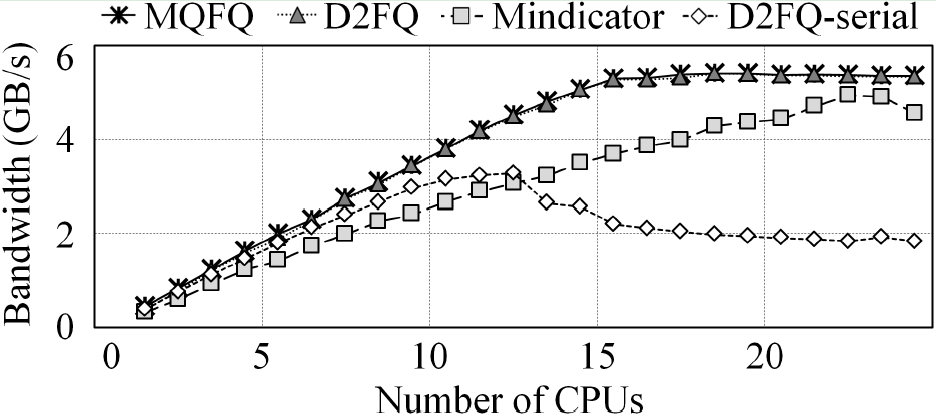 MQFQ D2FQ Mindicator D2FQ-serial
Bandwidth (GB/s)
6
4
2
0
0 5 10 15 20
Number of CPUs